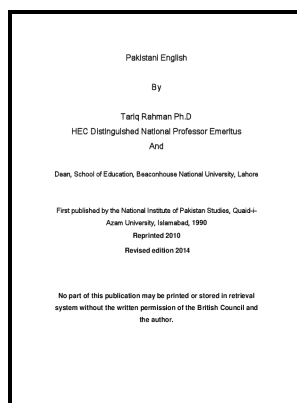 Pakistani English
By
Tariq Rahman Ph.D
HEC Distinguished National Professor Emeritus
And
Dean, School of Education, Beaconhouse National University, Lahore
First published by the National Institute of Pakistan Studies, Quaid-i-
Azam University, Islamabad, 1990
Reprinted 2010
Revised edition 2014
No part of this publication may be printed or stored in retrieval
system without the written permission of the British Council and
the author.